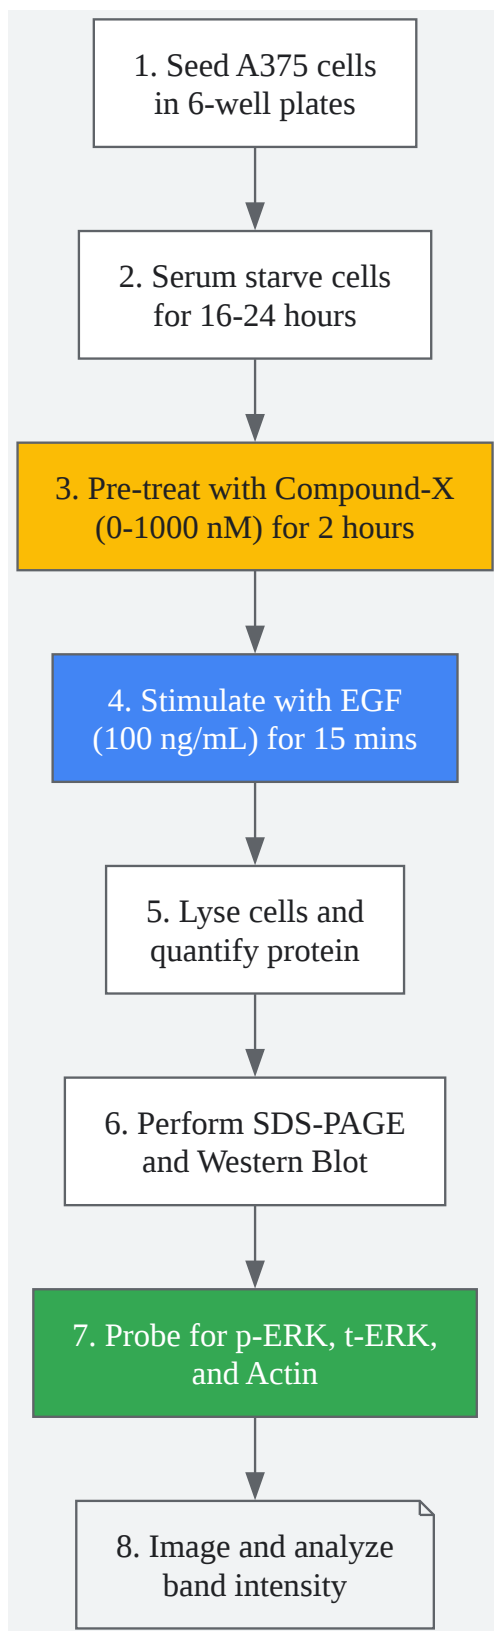 1. Seed A375 cells
in 6-well plates
2. Serum starve cells
for 16-24 hours
3. Pre-treat with Compound-X
(0-1000 nM) for 2 hours
4. Stimulate with EGF
(100 ng/mL) for 15 mins
5. Lyse cells and
quantify protein
6. Perform SDS-PAGE
and Western Blot
7. Probe for p-ERK, t-ERK,
and Actin
8. Image and analyze
band intensity